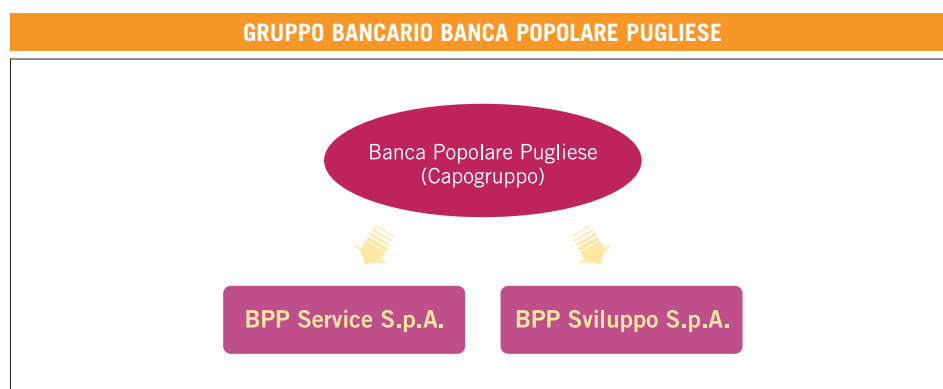 GRUPPO BANCARIO BANCA POPOLARE PUGLIESE
Banca Popolare Pugliese
(Capogruppo)
BPP Service S.p.A.
BPP Sviluppo S.p.A.